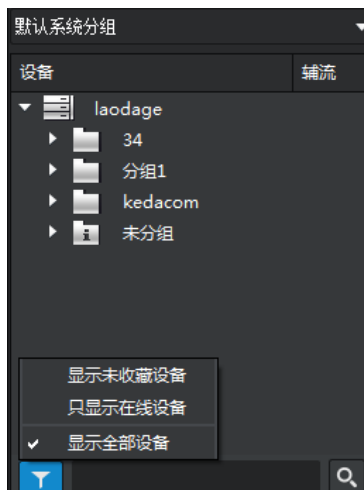 默认系统分组
设备 辅流
laodage
34
分组1
kedacom
未分组
显示未收藏设备
只显示在线设备
显示全部设备